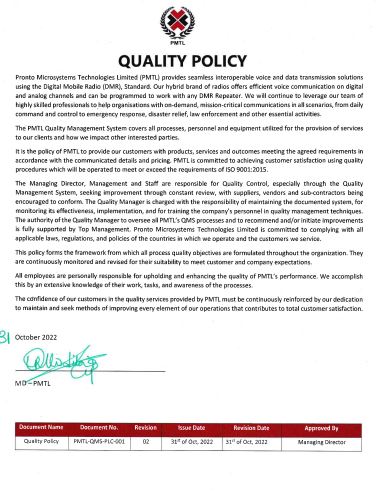 PMTL
QUALITY POLICY
Pronto Microsystems Technologies Limited (PMTL) provides seamless interoperable voice and data transmission solutions
using the Digital Mobile Radio (DMR), Standard. Our hybrid brand of radios offers efficient voice communication on digital
and analog channels and can be programmed to work with any DMR Repeater. We will continue to leverage our team of
highly skilled professionals to help organisations with on-demand, mission-critical communications in all scenarios, from daily
command and control to emergency response, disaster relief, law enforcement and other essential activities.
The PMTL Quality Management System covers all processes, personnel and equipment utilized for the provision of services
to our clients and how we impact other interested parties.
It is the policy of PMTL to provide our customers with products, services and outcomes meeting the agreed requirements in
accordance with the communicated details and pricing. PMTL is committed to achieving customer satisfaction using quality
procedures which will be operated to meet or exceed the requirements of ISO 9001:2015.
The Managing Director, Management and Staff are responsible for Quality Control, especially through the Quality
Management System, seeking improvement through constant review, with suppliers, vendors and sub-contractors being
encouraged to conform. The Quality Manager is charged with the responsibility of maintaining the documented system, for
monitoring its effectiveness, implementation, and for training the company's personnel in quality management techniques.
The authority of the Quality Manager to oversee all PMTL's QMS processes and to recommend and/or initiate improvements
is fully supported by Top Management. Pronto Microsystems Technologies Limited is committed to complying with all
applicable laws, regulations, and policies of the countries in which we operate and the customers we service.
This policy forms the framework from which all process quality objectives are formulated throughout the organization. They
are continuously monitored and revised for their suitability to meet customer and company expectations.
All employees are personally responsible for upholding and enhancing the quality of PMTL's performance. We accomplish
this by an extensive knowledge of their work, tasks, and awareness of the processes.
The confidence of our customers in the quality services provided by PMTL must be continuously reinforced by our dedication
to maintain and seek methods of improving every element of our operations that contributes to total customer satisfaction.
31 October 2022
MD – PMTL
Document Name Document No. Revision Issue Date Revision Date Approved By
Quality Policy PMTL-QMS-PLC-001 02 31st of Oct, 2022 31st of Oct, 2022 Managing Director